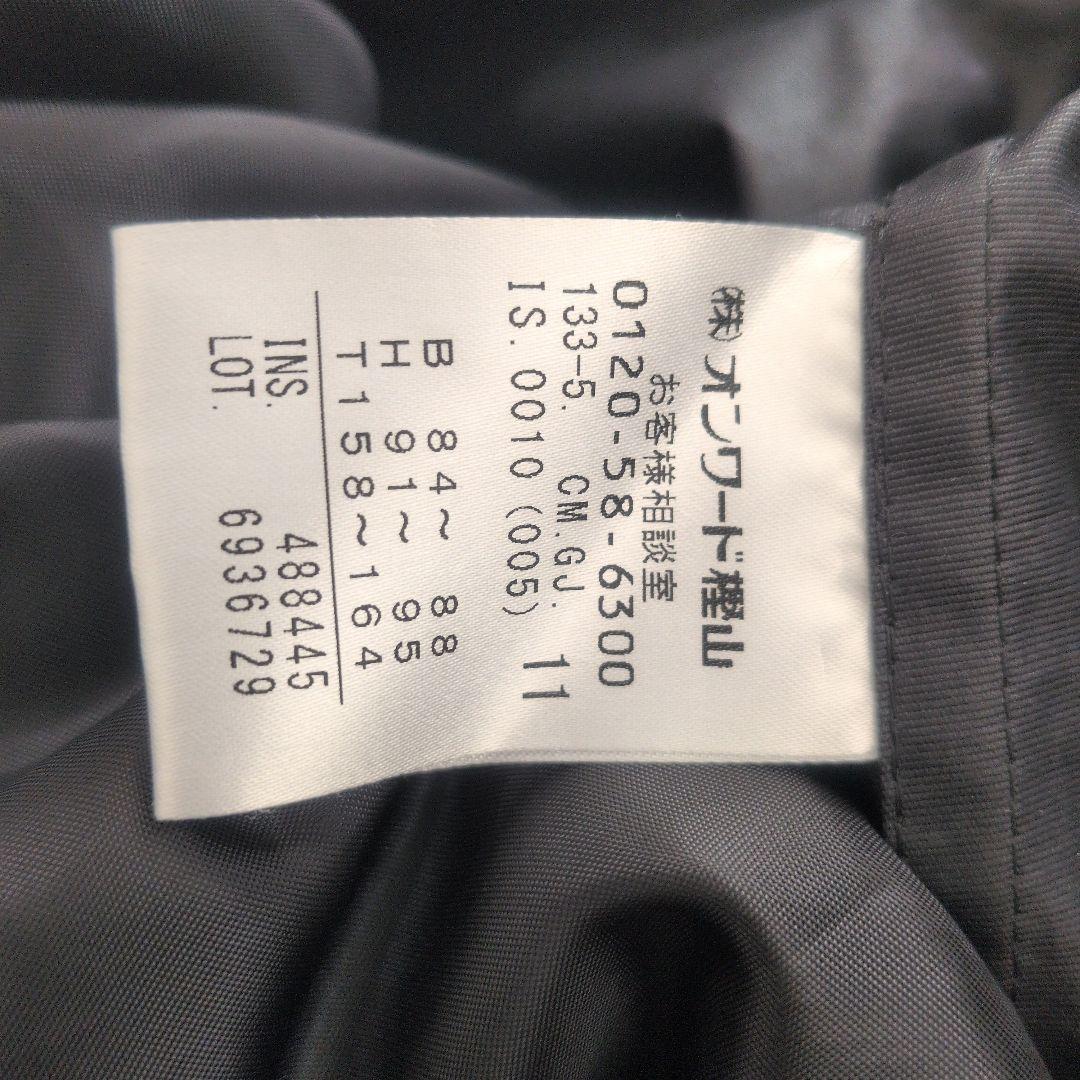 (株)オンワード樫山
お客様相談室
0120-58-6300
133-5. CM.GJ. 11
IS. 0010 (005)
B 84~ 88
H 91~ 95
T158~164
INS. 488445
LOT. 6936729